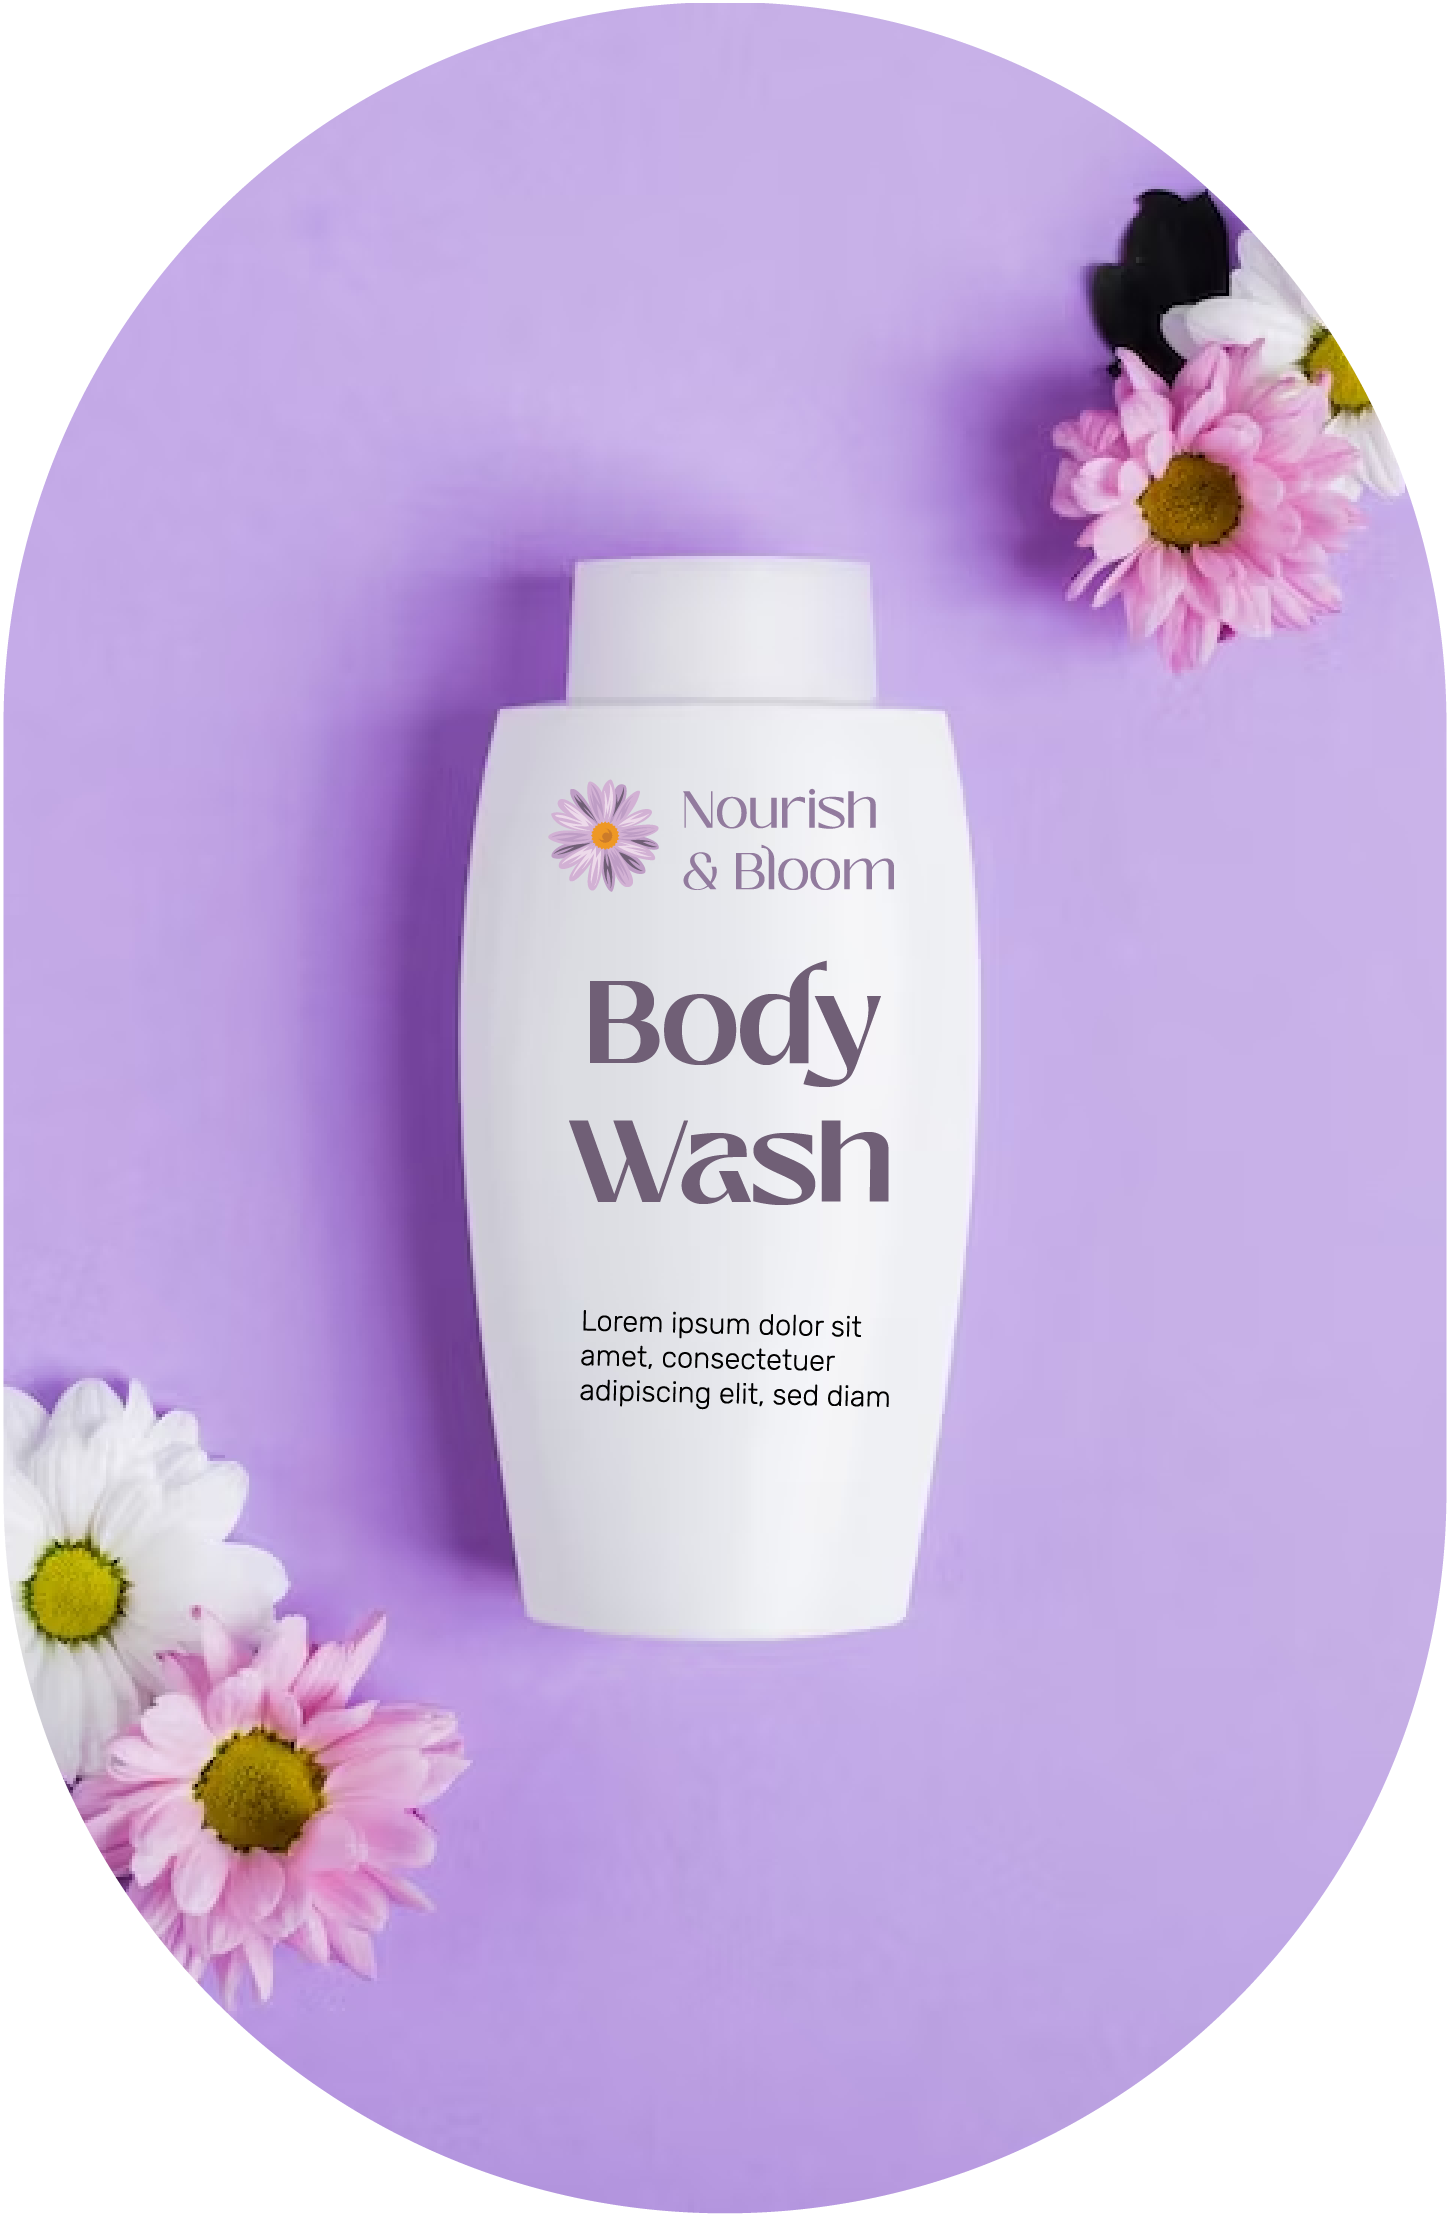 Nourish
& Bloom
Body
Wash
Lorem ipsum dolor sit
amet, consectetuer
adipiscing elit, sed diam